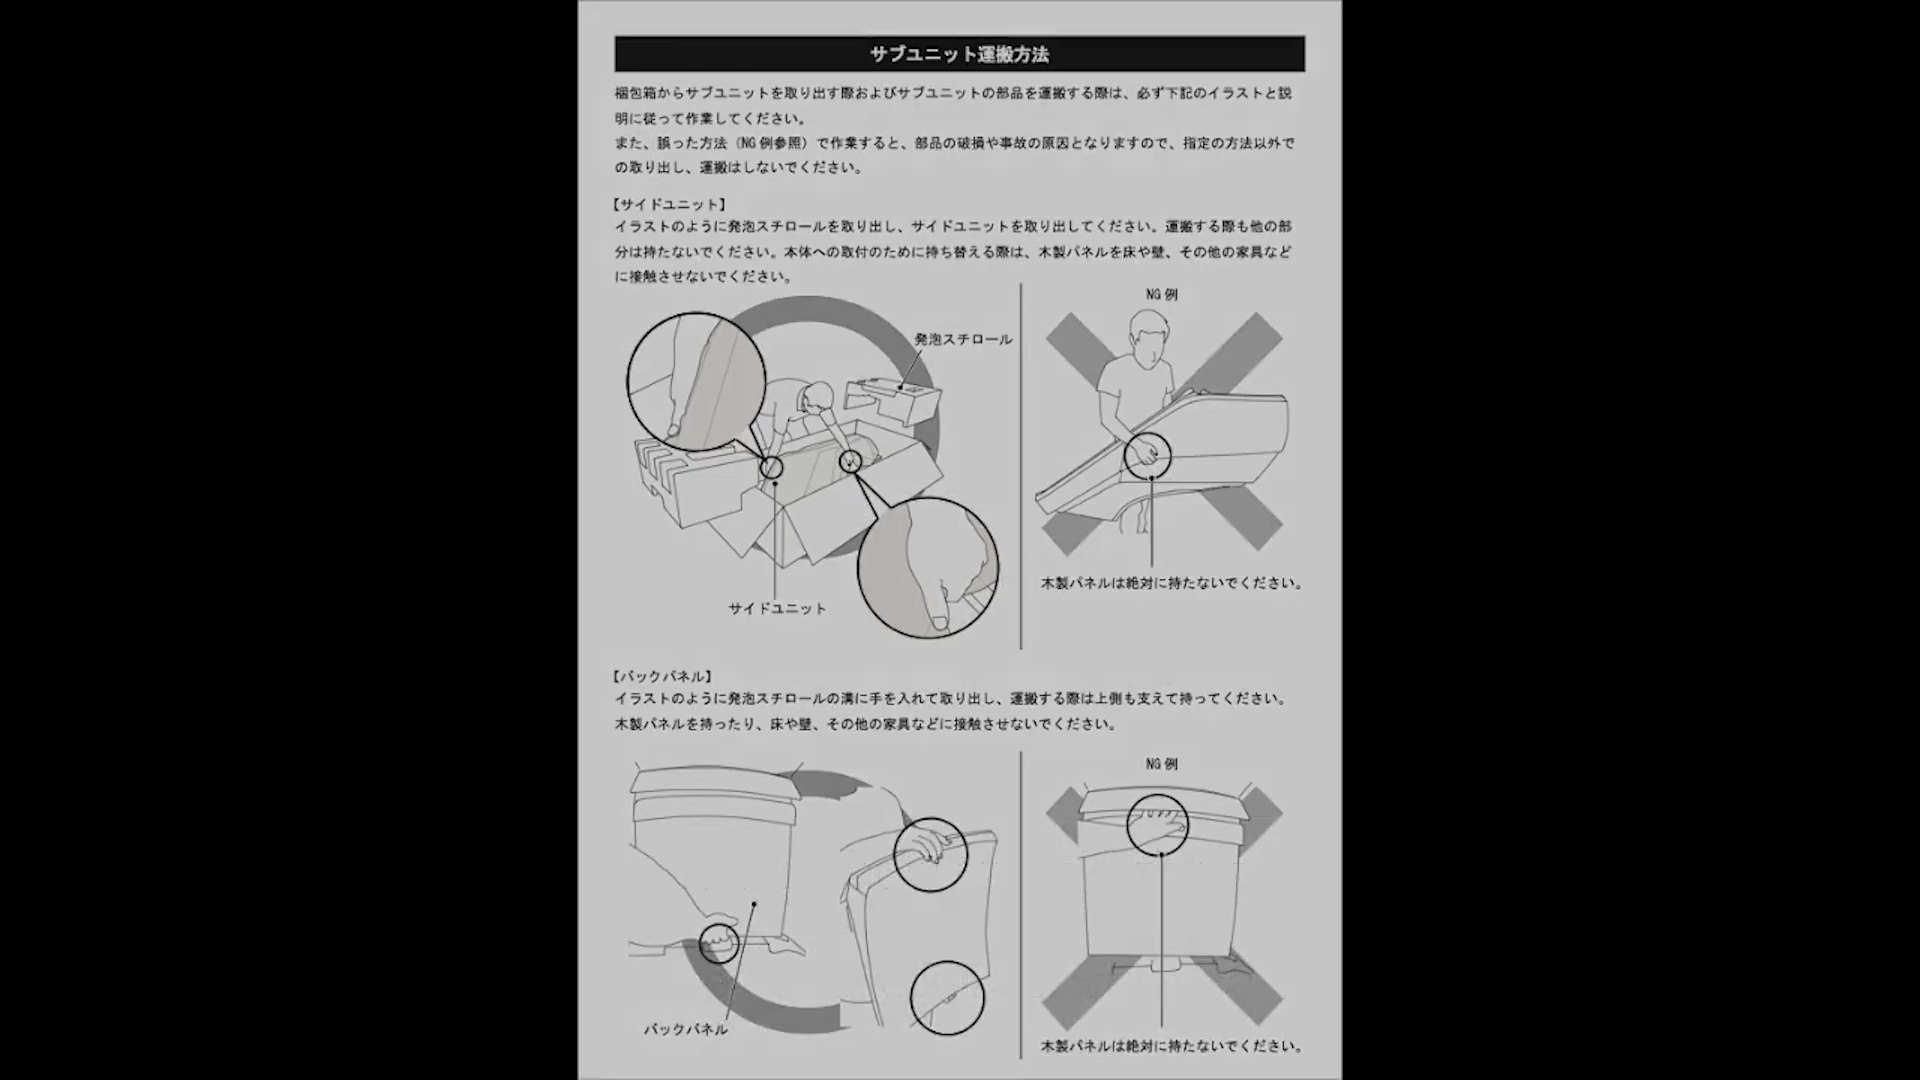 サブユニット運搬方法
梱包箱からサブユニットを取り出す際およびサブユニットの部品を運搬する際は、必ず下記のイラストと説
明に従って作業してください。
また、誤った方法（NG例参照）で作業すると、部品の破損や事故の原因となりますので、指定の方法以外で
の取り出し、運搬はしないでください。
【サイドユニット】
イラストのように発泡スチロールを取り出し、サイドユニットを取り出してください。運搬する際も他の部
分は持たないでください。本体への取付のために持ち替える際は、木製パネルを床や壁、その他の家具など
に接触させないでください。
発泡スチロール
サイドユニット
NG例
木製パネルは絶対に持たないでください。
【バックパネル】
イラストのように発泡スチロールの溝に手を入れて取り出し、運搬する際は上側も支えて持ってください。
木製パネルを持ったり、床や壁、その他の家具などに接触させないでください。
バックパネル
NG例
木製パネルは絶対に持たないでください。